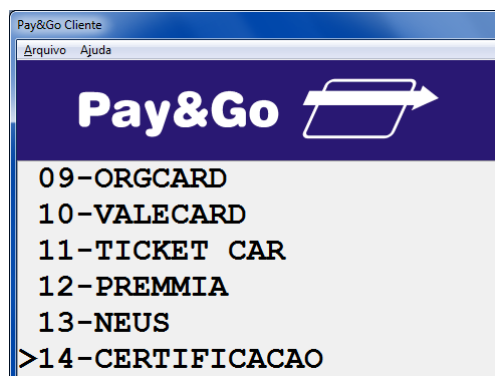 Pay&Go Cliente
Arquivo Ajuda
Pay&Go
09-ORGCARD
10-VALECARD
11-TICKET CAR
12-PREMMIA
13-NEUS
>14-CERTIFICACAO